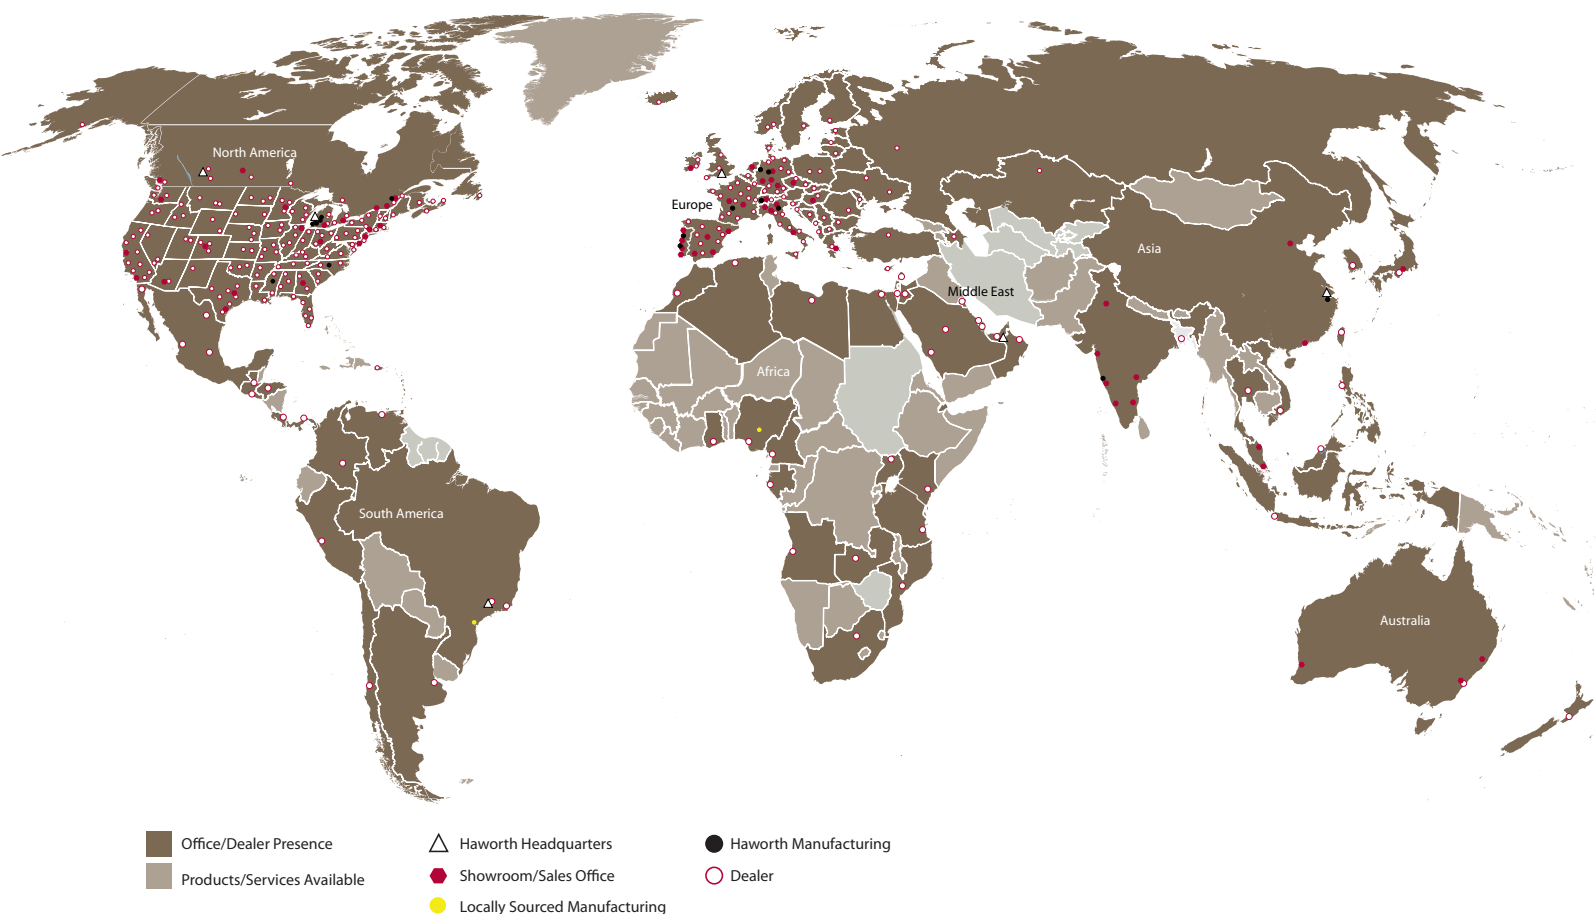 North America
Europe
Asia
Middle East
Africa
South America
Australia
Office/Dealer Presence
Haworth Headquarters
Haworth Manufacturing
Products/Services Available
Showroom/Sales Office
Dealer
Locally Sourced Manufacturing